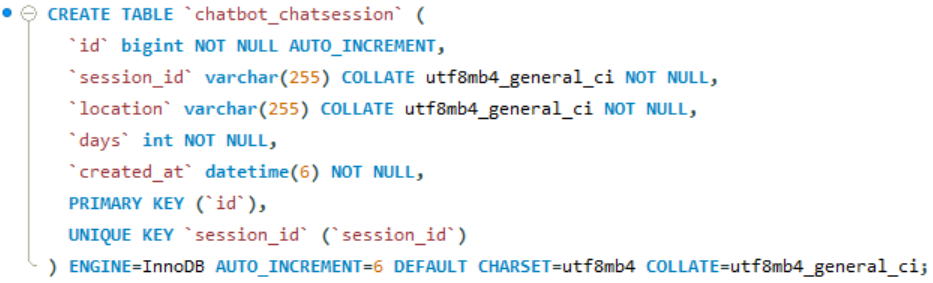 CREATE TABLE `chatbot_chatsession` (
`id` bigint NOT NULL AUTO_INCREMENT,
`session_id` varchar(255) COLLATE utf8mb4_general_ci NOT NULL,
`location` varchar(255) COLLATE utf8mb4_general_ci NOT NULL,
`days` int NOT NULL,
`created_at` datetime(6) NOT NULL,
PRIMARY KEY (`id`),
UNIQUE KEY `session_id` (`session_id`)
) ENGINE=InnoDB AUTO_INCREMENT=6 DEFAULT CHARSET=utf8mb4 COLLATE=utf8mb4_general_ci;